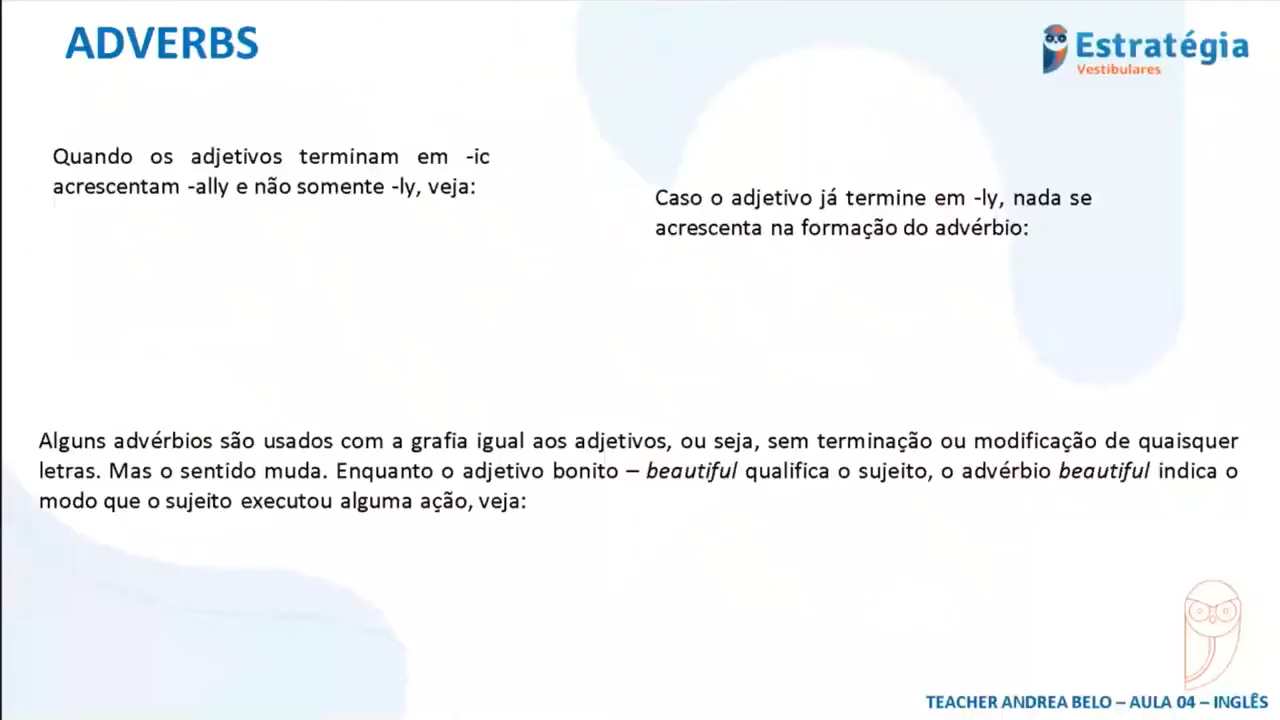 ADVERBS
Estratégia
Vestibulares
Quando os adjetivos terminam em -ic
acrescentam -ally e não somente -ly, veja:
Caso o adjetivo já termine em -ly, nada se
acrescenta na formação do advérbio:
Alguns advérbios são usados com a grafia igual aos adjetivos, ou seja, sem terminação ou modificação de quaisquer
letras. Mas o sentido muda. Enquanto o adjetivo bonito – beautiful qualifica o sujeito, o advérbio beautiful indica o
modo que o sujeito executou alguma ação, veja:
TEACHER ANDREA BELO – AULA 04 – INGLÊS